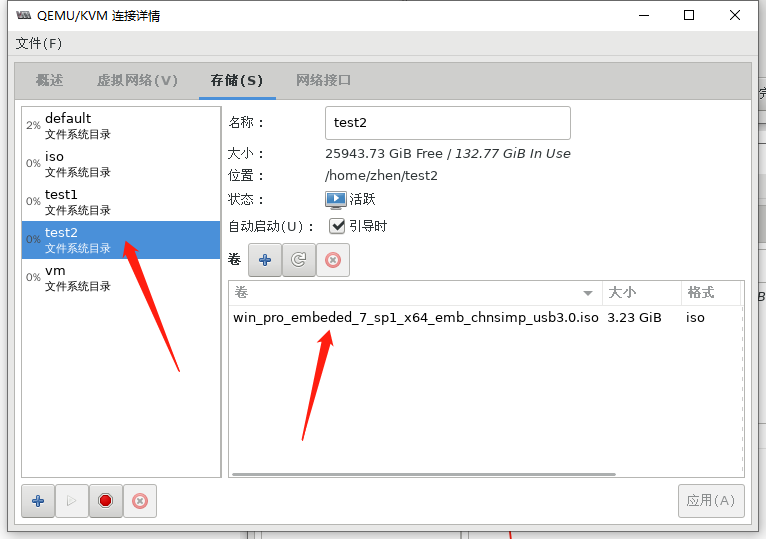 QEMU/KVM 连接详情
文件(F)
概述 虚拟网络(V) 存储(S) 网络接口
2% default
文件系统目录
0% iso
文件系统目录
0% test1
文件系统目录
0% test2
文件系统目录
0% vm
文件系统目录
名称： test2
大小： 25943.73 GiB Free / 132.77 GiB In Use
位置： /home/zhen/test2
状态： 活跃
自动启动(U)： 引导时
卷
卷 大小 格式
win_pro_embeded_7_sp1_x64_emb_chnsimp_usb3.0.iso 3.23 GiB iso
应用(A)